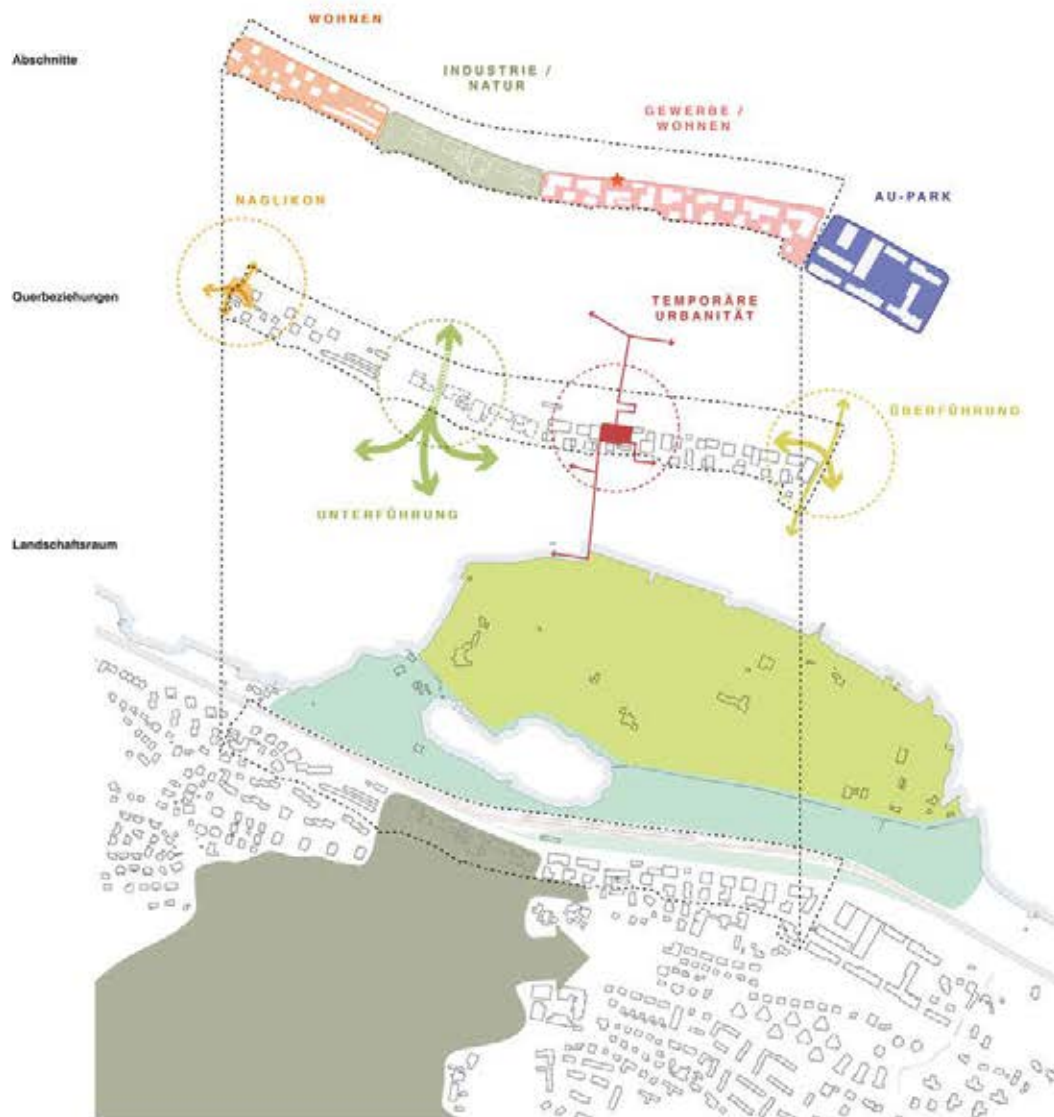 WOHNEN
Abschnitte
INDUSTRIE /
NATUR
GEWERBE /
WOHNEN
NAGLIKON
AU-PARK
Querbeziehungen
TEMPORÄRE
URBANITÄT
ÜBERFÜHRUNG
UNTERFÜHRUNG
Landschaftsraum